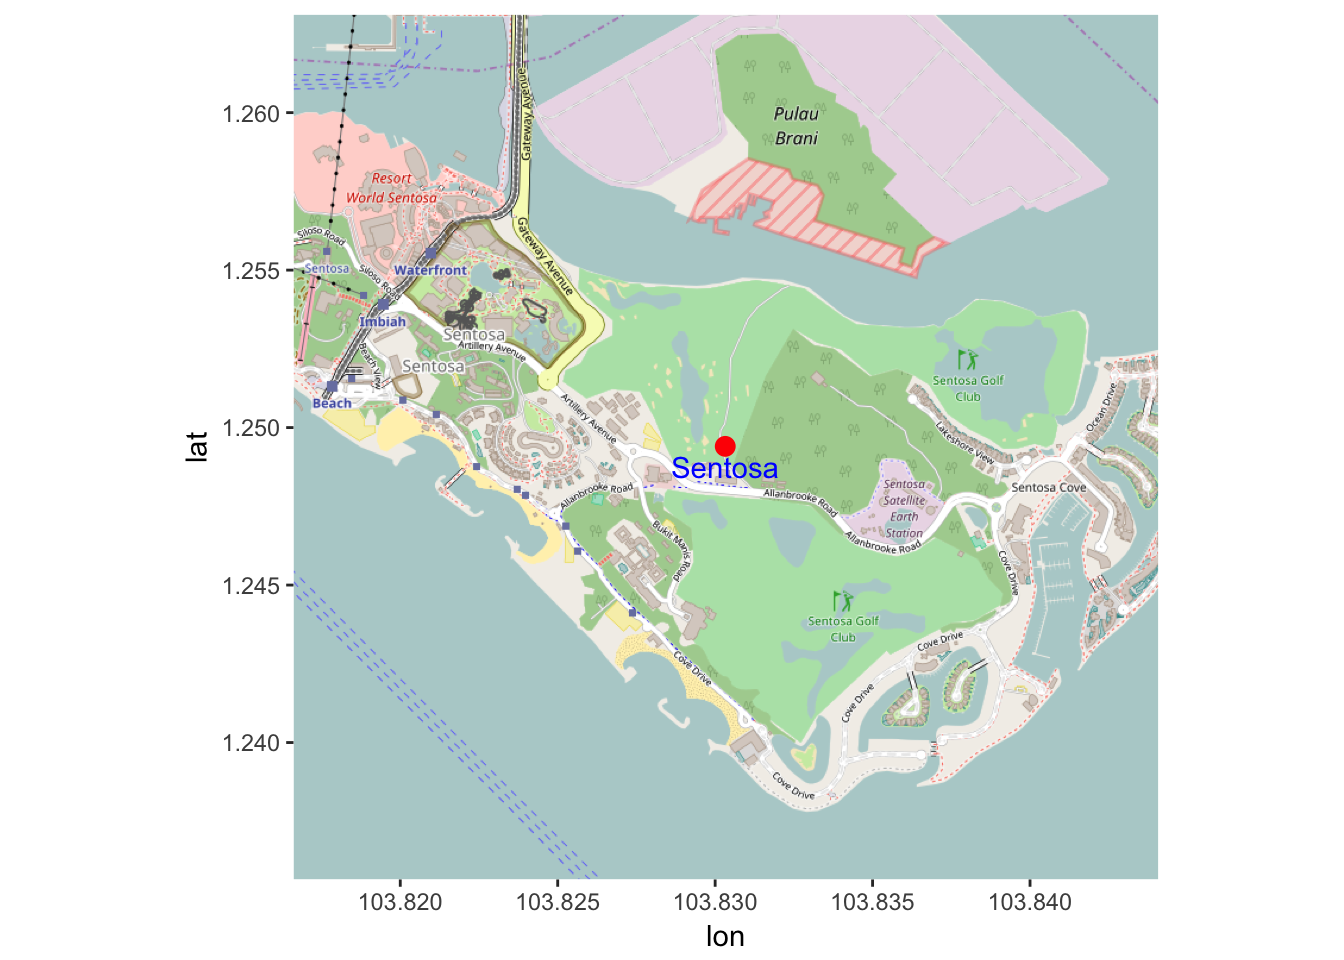 Gateway Avenue
Pulau
Brani
1.260
Resort
World Sentosa
Siloso Road
Gateway Avenue
1.255
Sentosa
Siloso Road
Waterfront
Imbiah
Sentosa
Artillery Avenue
Beach View
Sentosa
Sentosa Golf
Club
Beach
Artillery Avenue
Ocean Drive
1.250
lat
Lakeshore View
Sentosa
Sentosa
Satellite
Earth
Station
Sentosa Cove
Allanbrooke Road
Allanbrooke Road
Allanbrooke Road
Bukit Manis Road
Cove Drive
1.245
Sentosa Golf
Club
Cove Drive
Cove Drive
Cove Drive
1.240
Cove Drive
103.820
103.825
103.830
103.835
103.840
lon